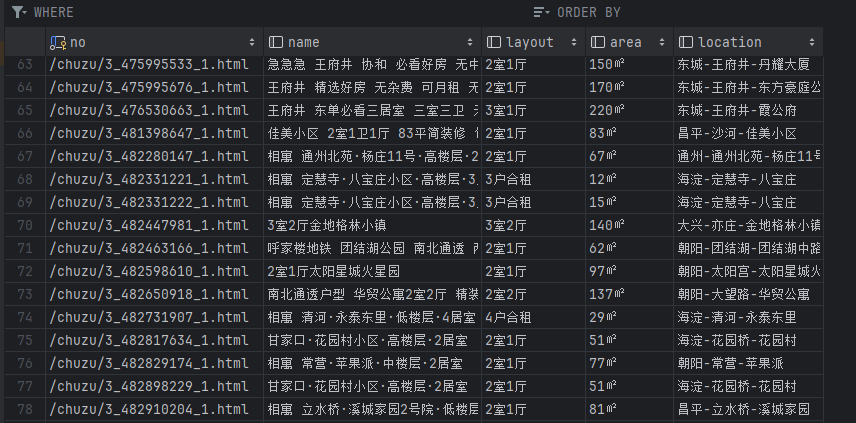 WHERE ORDER BY
no name layout area location
63 /chuzu/3_475995533_1.html 急急急 王府井 协和 必看好房 无中 2室1厅 150㎡ 东城-王府井-丹耀大厦
64 /chuzu/3_475995676_1.html 王府井 精选好房 无杂费 可月租 无 2室1厅 170㎡ 东城-王府井-东方豪庭公
65 /chuzu/3_476530663_1.html 王府井 东单必看三居室 三室三卫 3室1厅 220㎡ 东城-王府井-霞公府
66 /chuzu/3_481398647_1.html 佳美小区 2室1卫1厅 83平简装修 2室1厅 83㎡ 昌平-沙河-佳美小区
67 /chuzu/3_482280147_1.html 相寓 通州北苑·杨庄11号·高楼层·2 2室1厅 67㎡ 通州-通州北苑-杨庄11号
68 /chuzu/3_482331221_1.html 相寓 定慧寺·八宝庄小区·高楼层·3 3户合租 12㎡ 海淀-定慧寺-八宝庄
69 /chuzu/3_482331222_1.html 相寓 定慧寺·八宝庄小区·高楼层·3 3户合租 15㎡ 海淀-定慧寺-八宝庄
70 /chuzu/3_482447981_1.html 3室2厅金地格林小镇 3室2厅 140㎡ 大兴-亦庄-金地格林小镇
71 /chuzu/3_482463166_1.html 呼家楼地铁 团结湖公园 南北通透 2室1厅 62㎡ 朝阳-团结湖-团结湖中路
72 /chuzu/3_482598610_1.html 2室1厅太阳星城火星园 2室1厅 97㎡ 朝阳-太阳宫-太阳星城火
73 /chuzu/3_482650918_1.html 南北通透户型 华贸公寓2室2厅 精装 2室2厅 137㎡ 朝阳-大望路-华贸公寓
74 /chuzu/3_482731907_1.html 相寓 清河·永泰东里·低楼层·4居室 4户合租 29㎡ 海淀-清河-永泰东里
75 /chuzu/3_482817634_1.html 甘家口·花园村小区·高楼层·2居室 2室1厅 51㎡ 海淀-花园桥-花园村
76 /chuzu/3_482829174_1.html 相寓 常营·苹果派·中楼层·2居室 2室1厅 77㎡ 朝阳-常营-苹果派
77 /chuzu/3_482898229_1.html 甘家口·花园村小区·高楼层·2居室 2室1厅 51㎡ 海淀-花园桥-花园村
78 /chuzu/3_482910204_1.html 相寓 立水桥·溪城家园2号院·低楼层 2室1厅 81㎡ 昌平-立水桥-溪城家园